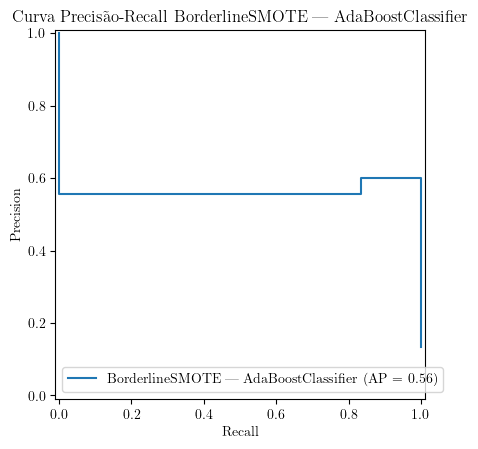 Curva Precisão-Recall BorderlineSMOTE — AdaBoostClassifier
1.0
0.8
0.6
0.4
0.2
0.0
Precision
BorderlineSMOTE — AdaBoostClassifier (AP = 0.56)
0.0 0.2 0.4 0.6 0.8 1.0
Recall